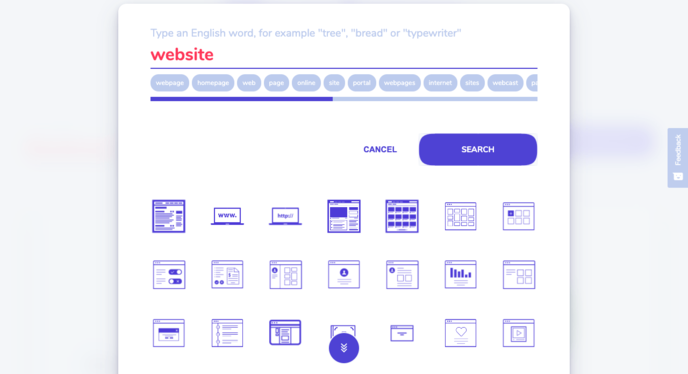 Type an English word, for example "tree", "bread" or "typewriter"
website
webpage homepage web page online site portal webpages internet sites webcast
CANCEL SEARCH
www. http://
Feedback